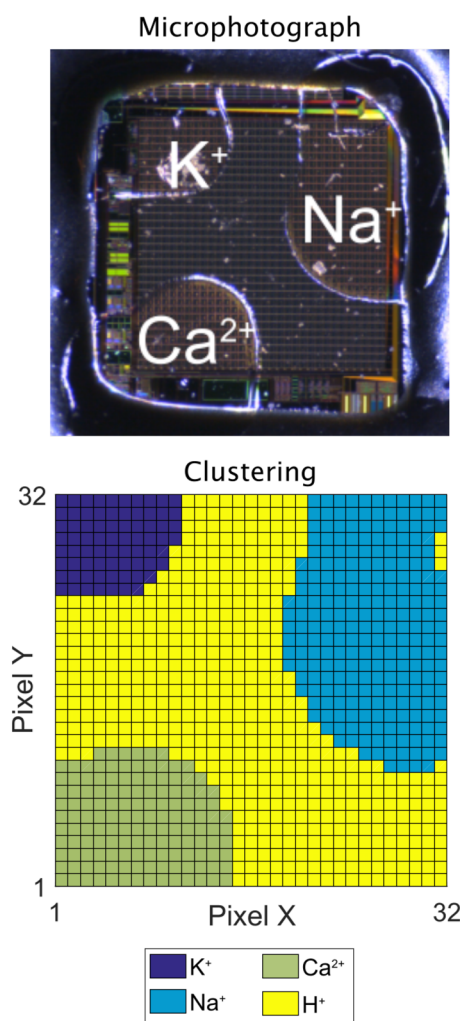 Microphotograph
K⁺
Na⁺
Ca²⁺
Clustering
32
Pixel Y
1
1
Pixel X
32
K⁺
Ca²⁺
Na⁺
H⁺